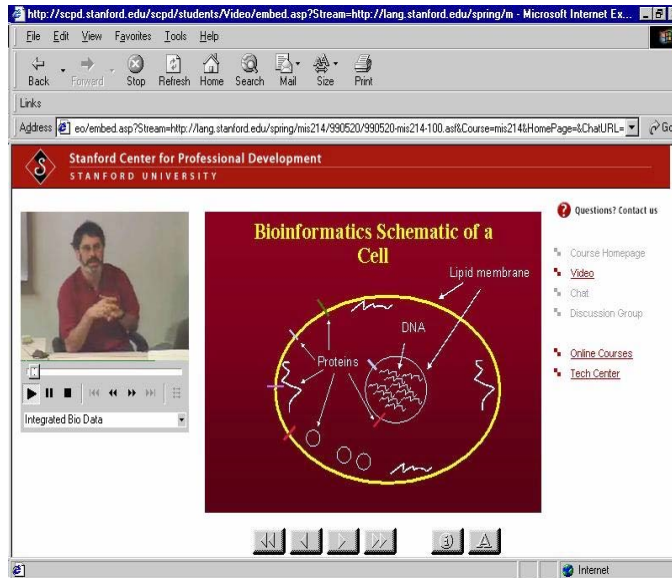 http://scpd.stanford.edu/scpd/students/Video/embed.asp?Stream=http://lang.stanford.edu/spring/m - Microsoft Internet Ex...
File Edit View Favorites Tools Help
Back Forward Stop Refresh Home Search Mail Size Print
Links
Address eo/embed.asp?Stream=http://lang.stanford.edu/spring/mis214/990520/990520-mis214-100.asf&Course=mis214&HomePage=&ChatURL= Go
Stanford Center for Professional Development
STANFORD UNIVERSITY
Questions? Contact us
Course Homepage
Video
Chat
Discussion Group
Online Courses
Tech Center
Integrated Bio Data
Bioinformatics Schematic of a
Cell
Lipid membrane
DNA
Proteins
A
Internet